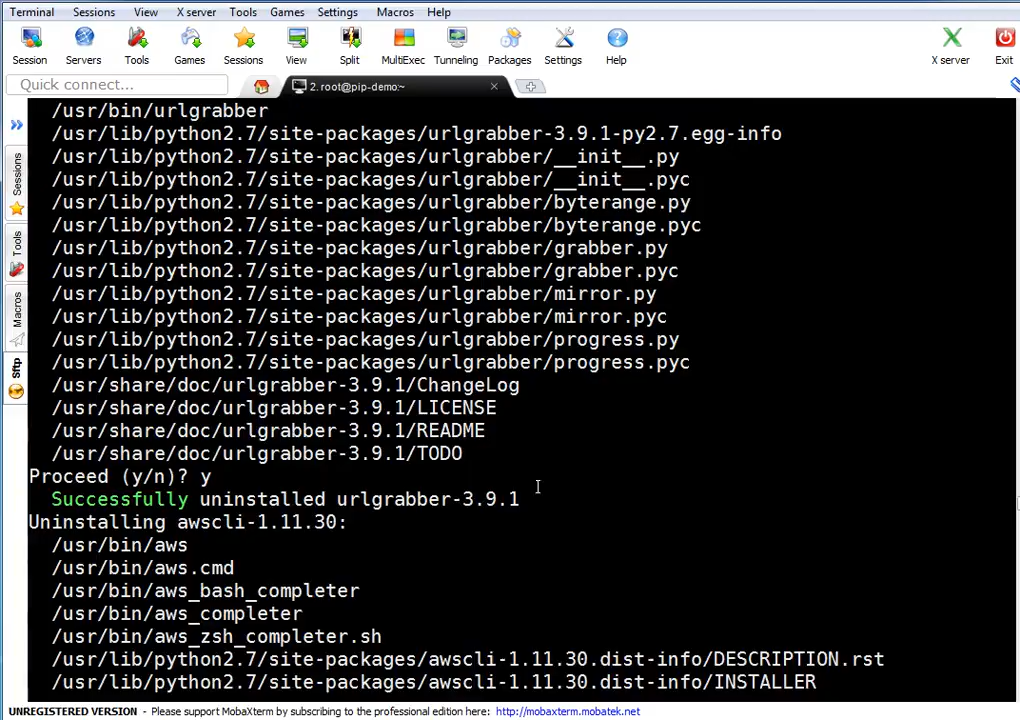 Terminal Sessions View X server Tools Games Settings Macros Help
Session Servers Tools Games Sessions View Split MultiExec Tunneling Packages Settings Help X server Exit
Quick connect... 2. root@pip-demo:~
Sessions
Tools
Macros
Sftp
/usr/bin/urlgrabber
/usr/lib/python2.7/site-packages/urlgrabber-3.9.1-py2.7.egg-info
/usr/lib/python2.7/site-packages/urlgrabber/__init__.py
/usr/lib/python2.7/site-packages/urlgrabber/__init__.pyc
/usr/lib/python2.7/site-packages/urlgrabber/byterange.py
/usr/lib/python2.7/site-packages/urlgrabber/byterange.pyc
/usr/lib/python2.7/site-packages/urlgrabber/grabber.py
/usr/lib/python2.7/site-packages/urlgrabber/grabber.pyc
/usr/lib/python2.7/site-packages/urlgrabber/mirror.py
/usr/lib/python2.7/site-packages/urlgrabber/mirror.pyc
/usr/lib/python2.7/site-packages/urlgrabber/progress.py
/usr/lib/python2.7/site-packages/urlgrabber/progress.pyc
/usr/share/doc/urlgrabber-3.9.1/ChangeLog
/usr/share/doc/urlgrabber-3.9.1/LICENSE
/usr/share/doc/urlgrabber-3.9.1/README
/usr/share/doc/urlgrabber-3.9.1/TODO
Proceed (y/n)? y
Successfully uninstalled urlgrabber-3.9.1
Uninstalling awscli-1.11.30:
/usr/bin/aws
/usr/bin/aws.cmd
/usr/bin/aws_bash_completer
/usr/bin/aws_completer
/usr/bin/aws_zsh_completer.sh
/usr/lib/python2.7/site-packages/awscli-1.11.30.dist-info/DESCRIPTION.rst
/usr/lib/python2.7/site-packages/awscli-1.11.30.dist-info/INSTALLER
UNREGISTERED VERSION - Please support MobaXterm by subscribing to the professional edition here: http://mobaxterm.mobatek.net